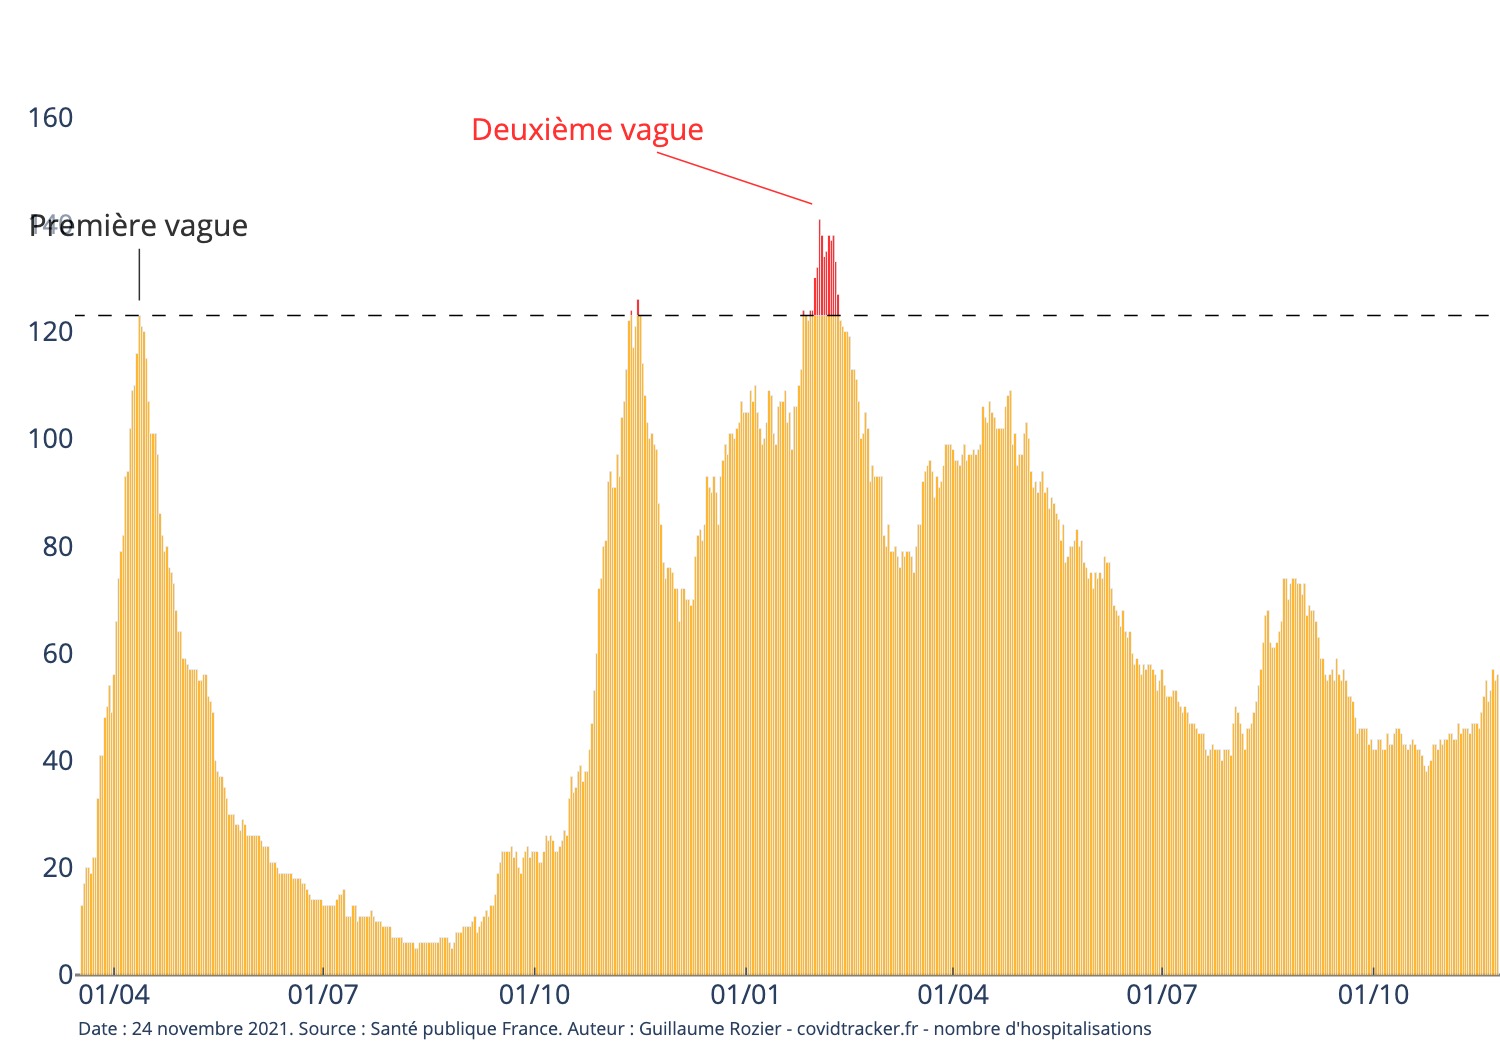 160
Deuxième vague
140
Première vague
120
100
80
60
40
20
0
01/04 01/07 01/10 01/01 01/04 01/07 01/10
Date : 24 novembre 2021. Source : Santé publique France. Auteur : Guillaume Rozier - covidtracker.fr - nombre d'hospitalisations